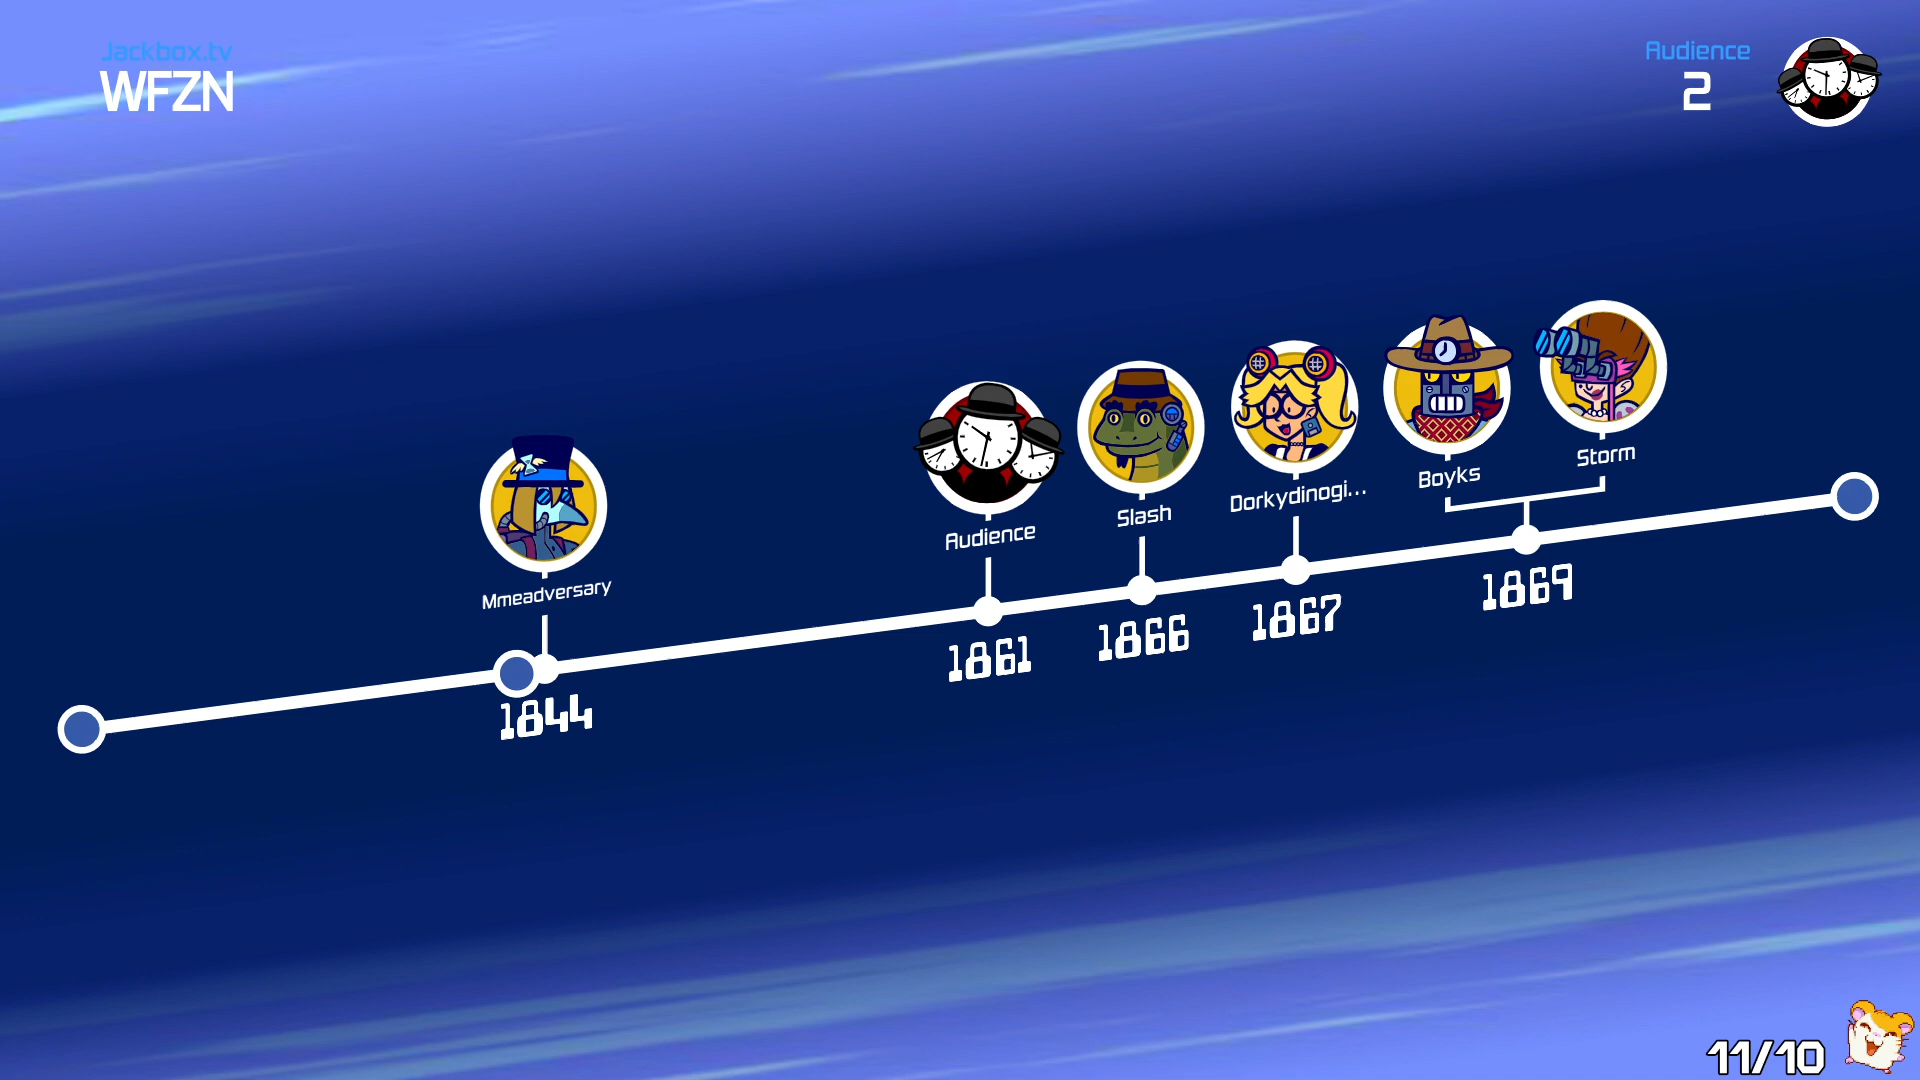 Jackbox.tv
WFZN
Audience
2
Mmeadversary
Audience
Slash
Dorkydinogi...
Boyks
Storm
1844
1861
1866
1867
1869
11/10